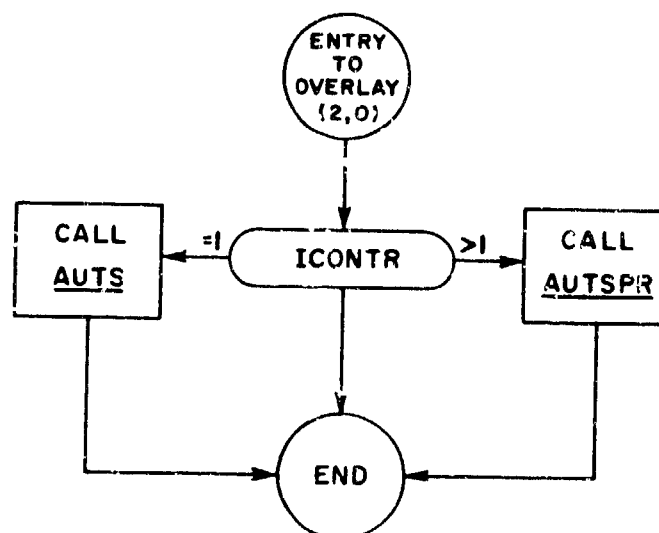 ENTRY
TO
OVERLAY
(2,0)
CALL
AUTS
=1
ICONTR
>1
CALL
AUTSPR
END